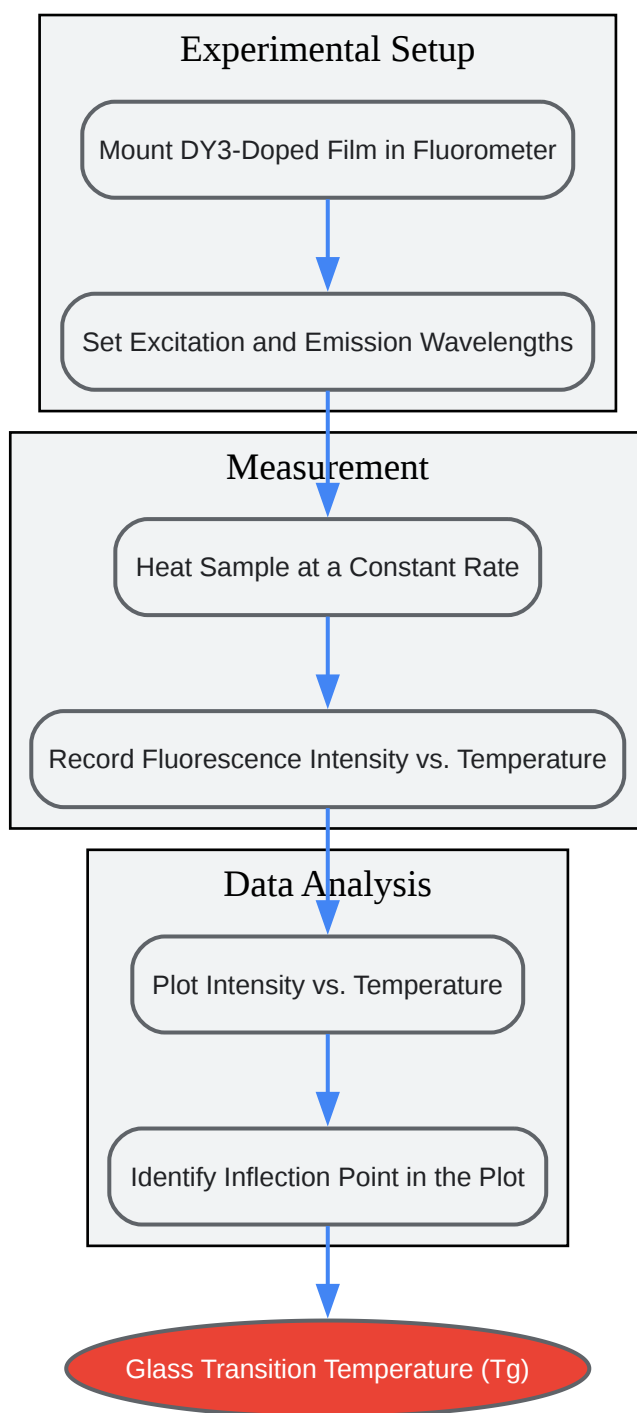 Experimental Setup
Mount DY3-Doped Film in Fluorometer
Set Excitation and Emission Wavelengths
Measurement
Heat Sample at a Constant Rate
Record Fluorescence Intensity vs. Temperature
Data Analysis
Plot Intensity vs. Temperature
Identify Inflection Point in the Plot
Glass Transition Temperature (Tg)